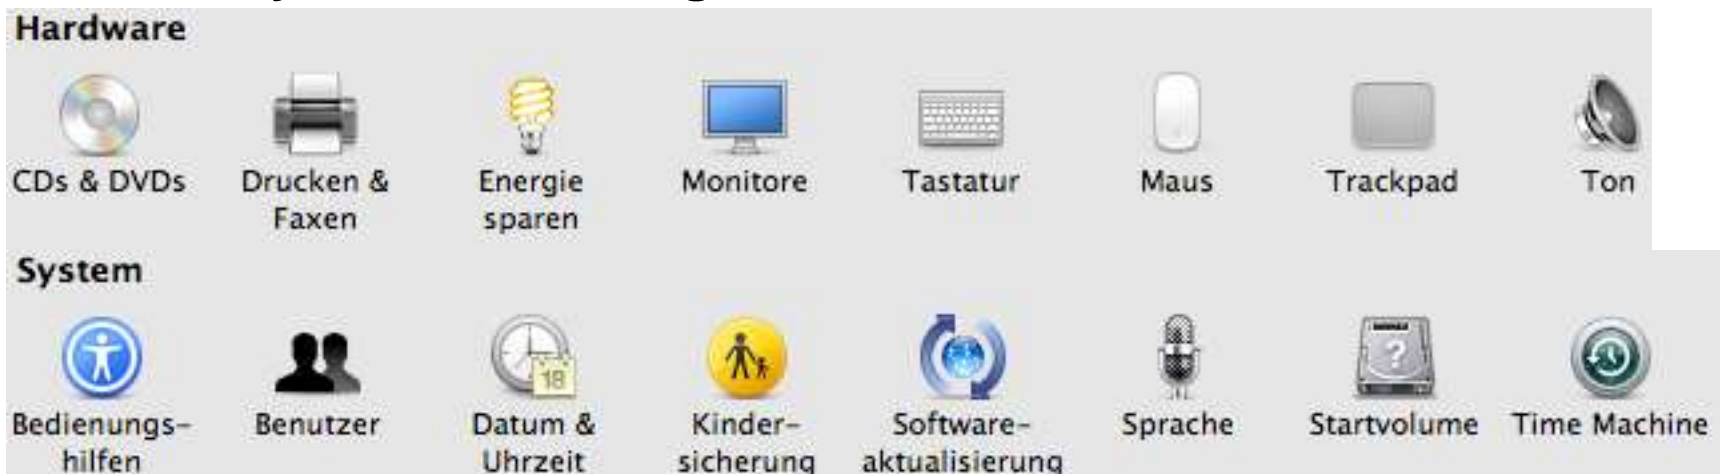 Hardware
CDs & DVDs Drucken & Energie Monitore Tastatur Maus Trackpad Ton
Faxen sparen
System
18
?
Bedienungs- Benutzer Datum & Kinder- Software- Sprache Startvolume Time Machine
hilfen Uhrzeit sicherung aktualisierung